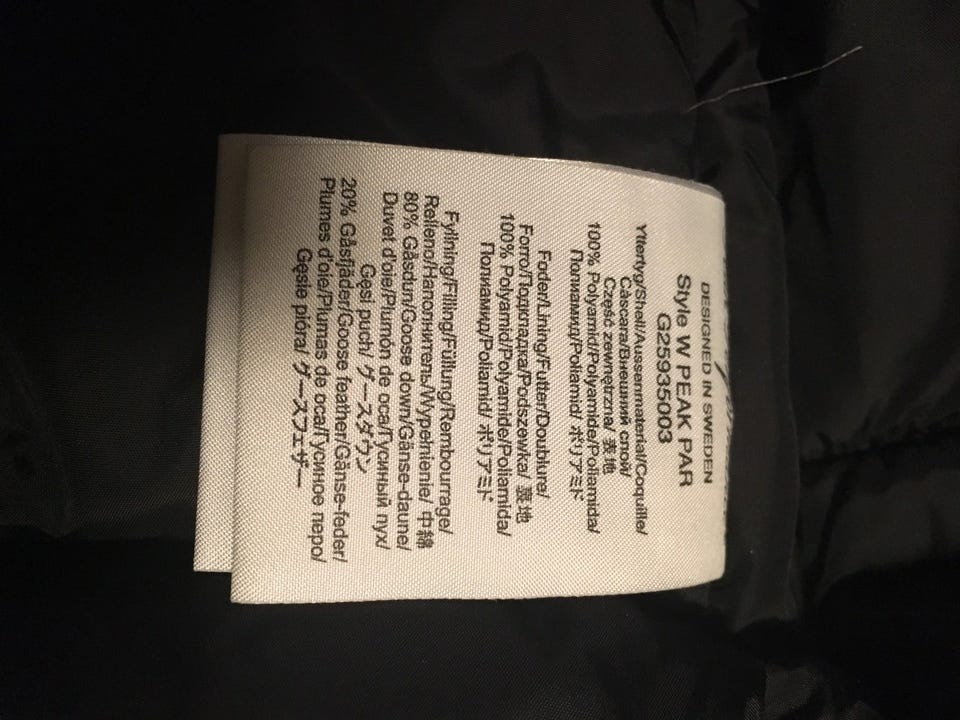 DESIGNED IN SWEDEN
Style W PEAK PAR
G25935003
Yttertyg/Shell/Aussenmaterial/Coquille/
Cáscara/Внешний слой/
Część zewnętrzna/ 表地
100% Polyamid/Polyamide/Poliamida/
Полиамид/Poliamid/ ポリアミド
Foder/Lining/Futter/Doublure/
Forro/Подкладка/Podszewka/ 裏地
100% Polyamid/Polyamide/Poliamida/
Полиамид/Poliamid/ ポリアミド
Fyllning/Filling/Füllung/Rembourrage/
Relleno/Наполнитель/Wypełnienie/ 中綿
80% Gåsdun/Goose down/Gänse-daune/
Duvet d'oie/Plumón de oca/Гусиный пух/
Gęsi puch/ グースダウン
20% Gåsfjäder/Goose feather/Gänse-feder/
Plumes d'oie/Plumas de oca/Гусиное перо/
Gęsie pióra/ グースフェザー